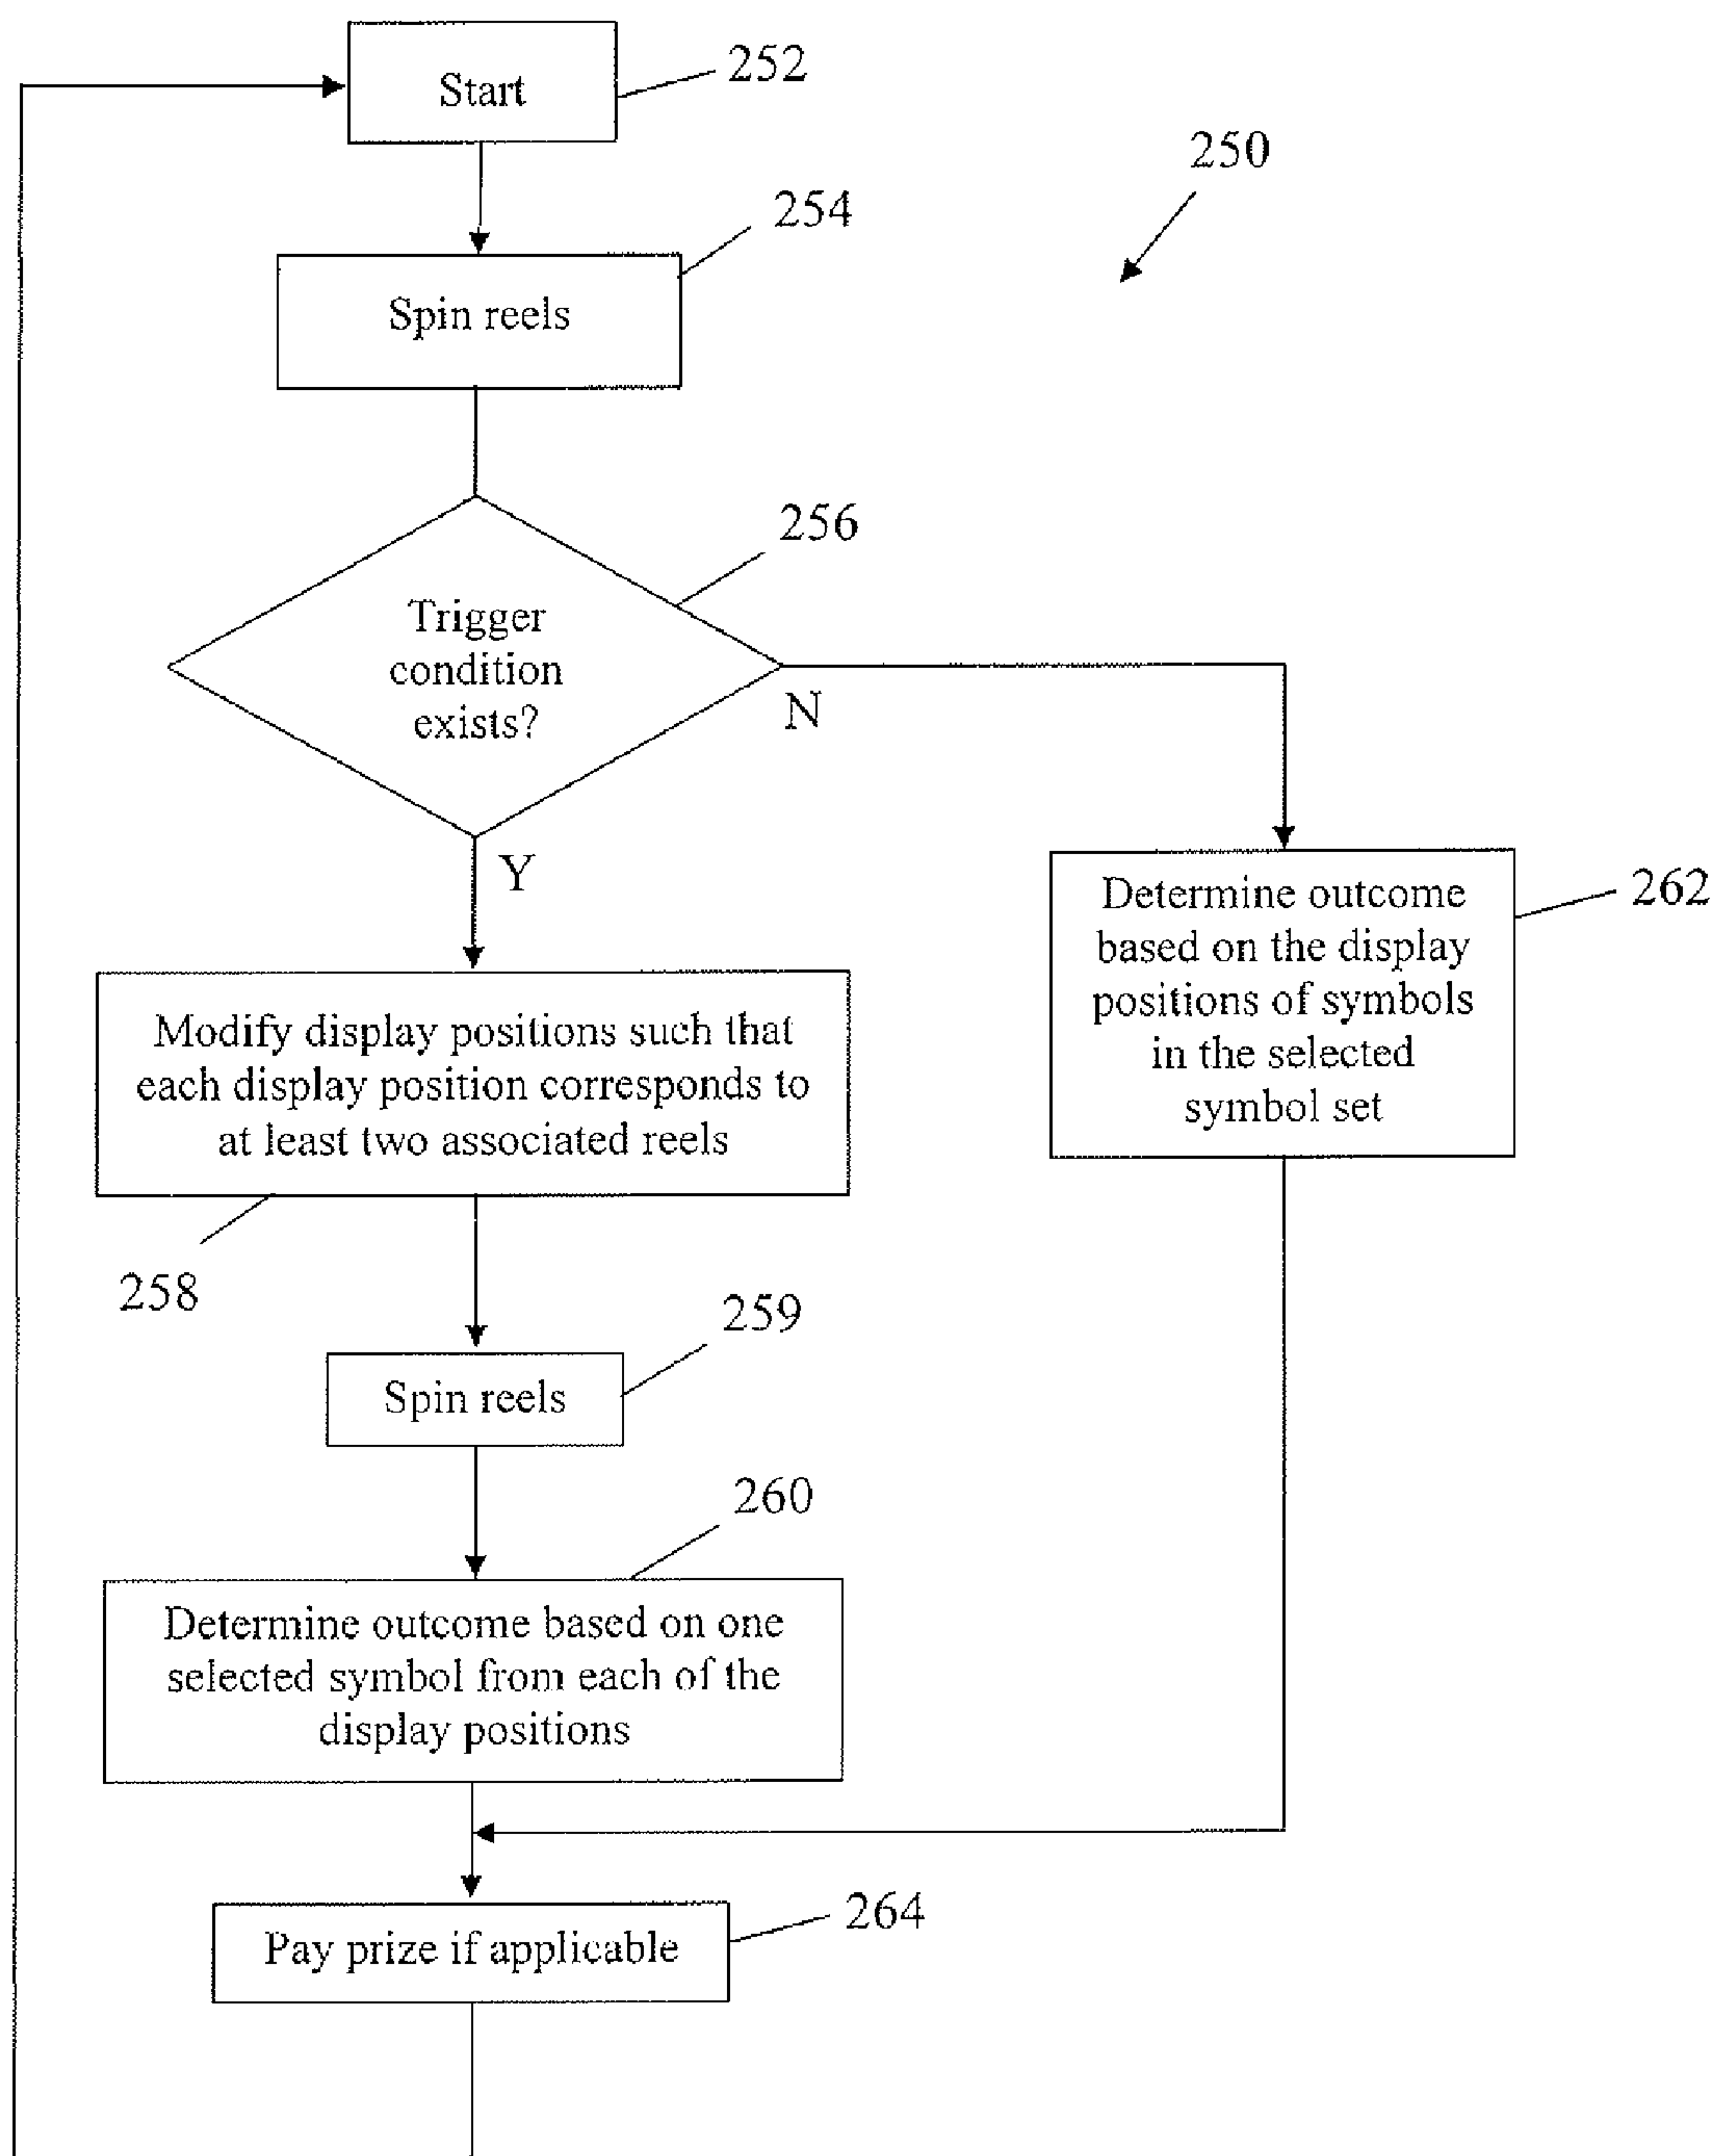 Start
252
250
254
Spin reels
256
Trigger
condition
exists?
N
Y
Determine outcome
based on the display
positions of symbols
in the selected
symbol set
262
Modify display positions such that
each display position corresponds to
at least two associated reels
258
259
Spin reels
260
Determine outcome based on one
selected symbol from each of the
display positions
264
Pay prize if applicable